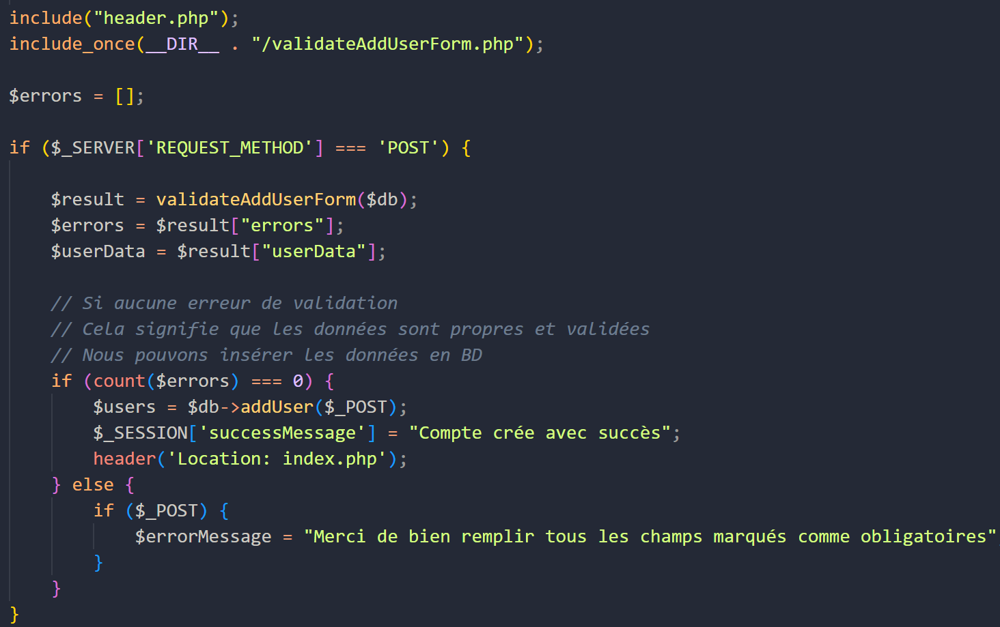 include("header.php");
include_once(__DIR__ . "/validateAddUserForm.php");
$errors = [];
if ($_SERVER['REQUEST_METHOD'] === 'POST') {
$result = validateAddUserForm($db);
$errors = $result["errors"];
$userData = $result["userData"];
// Si aucune erreur de validation
// Cela signifie que les données sont propres et validées
// Nous pouvons insérer les données en BD
if (count($errors) === 0) {
$users = $db->addUser($_POST);
$_SESSION['successMessage'] = "Compte crée avec succès";
header('Location: index.php');
} else {
if ($_POST) {
$errorMessage = "Merci de bien remplir tous les champs marqués comme obligatoires"
}
}
}